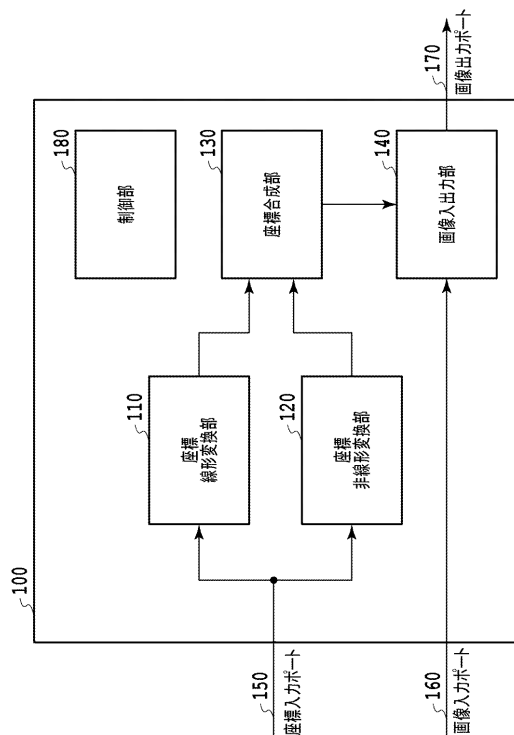 100
180
制御部
110
座標
線形変換部
130
座標合成部
120
座標
非線形変換部
140
画像入出力部
150
座標入力ポート
160
画像入力ポート
170
画像出力ポート